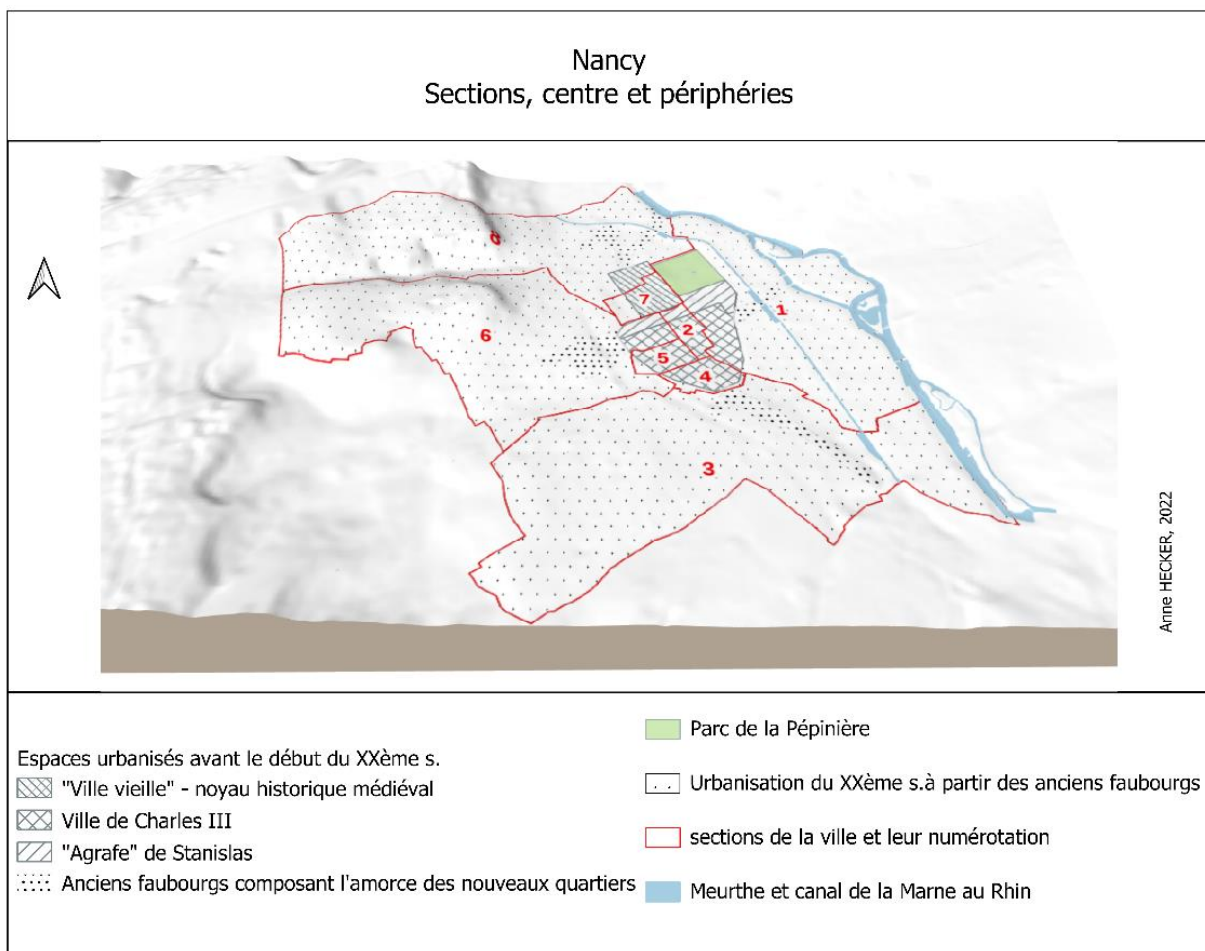 Nancy
Sections, centre et périphéries
7
1
2
6
5
4
3
Anne HECKER, 2022
Espaces urbanisés avant le début du XXème s.
"Ville vieille" - noyau historique médiéval
Ville de Charles III
"Agrafe" de Stanislas
Anciens faubourgs composant l'amorce des nouveaux quartiers
Parc de la Pépinière
Urbanisation du XXème s.à partir des anciens faubourgs
sections de la ville et leur numérotation
Meurthe et canal de la Marne au Rhin